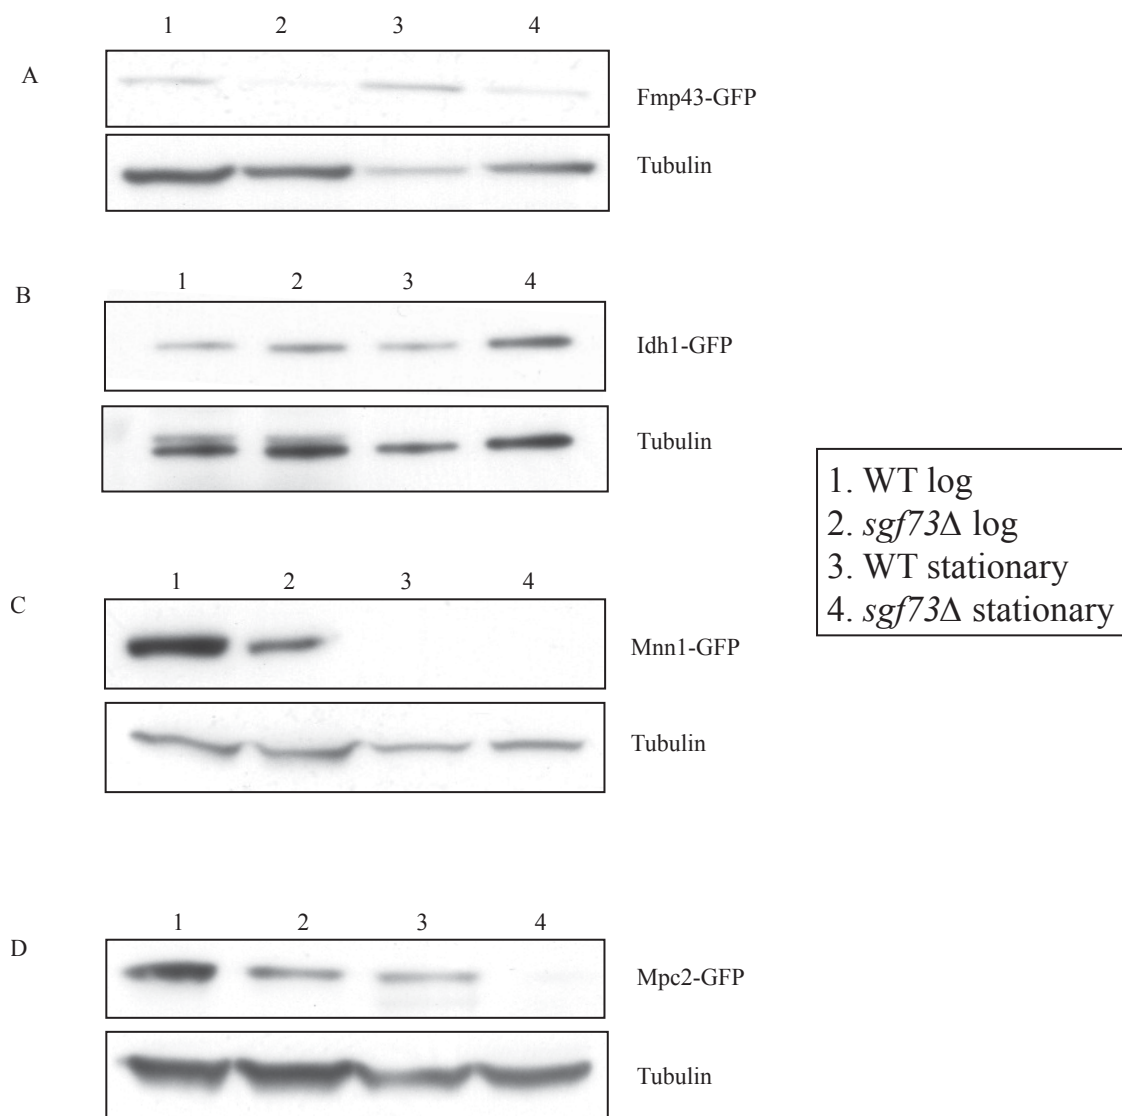 1 2 3 4
A
Fmp43-GFP
Tubulin
1 2 3 4
B
Idh1-GFP
Tubulin
1. WT log
2. sgf73Δ log
3. WT stationary
4. sgf73Δ stationary
1 2 3 4
C
Mnn1-GFP
Tubulin
1 2 3 4
D
Mpc2-GFP
Tubulin